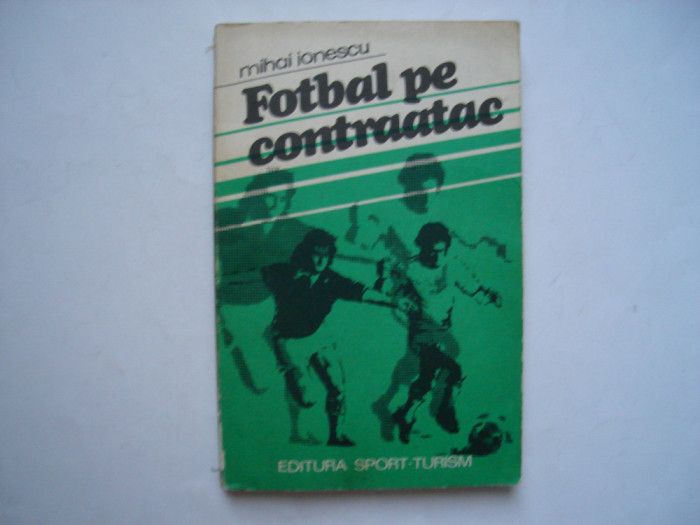 mihai ionescu
Fotbal pe
contraatac
EDITURA SPORT-TURISM